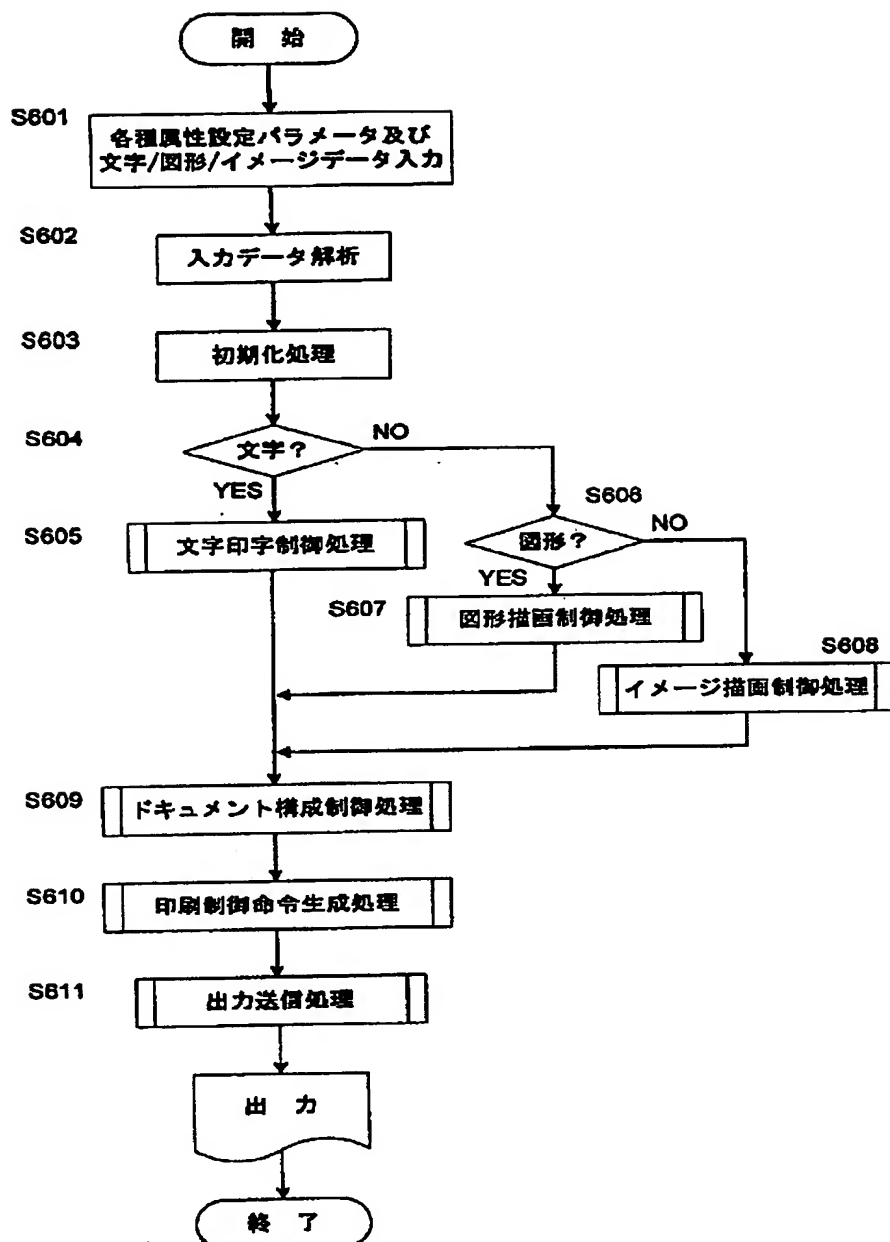 開 始
S601
各種属性設定パラメータ及び
文字/図形/イメージデータ入力
S602
入力データ解析
S603
初期化処理
S604
文字?
NO
YES
S605
文字印字制御処理
S606
図形?
NO
YES
S607
図形描画制御処理
S608
イメージ描画制御処理
S609
ドキュメント構成制御処理
S610
印刷制御命令生成処理
S611
出力送信処理
出 力
終 了